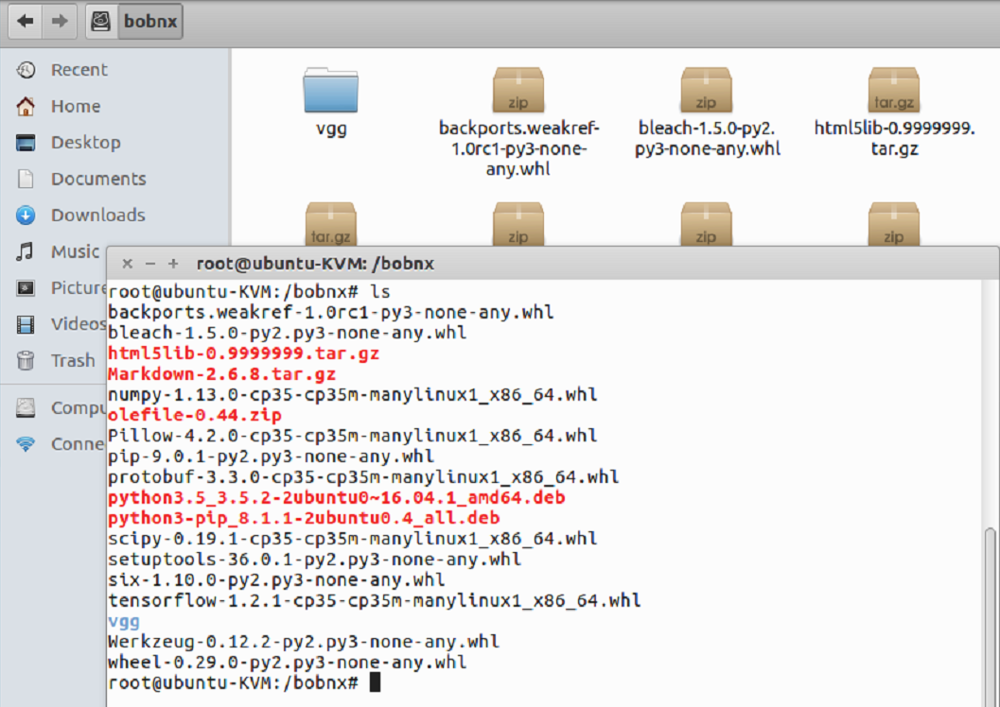 bobnx
Recent
Home
Desktop
Documents
Downloads
Music
Picture
Videos
Trash
Compu
Conne
vgg
zip
backports.weakref-
1.0rc1-py3-none-
any.whl
zip
bleach-1.5.0-py2.
py3-none-any.whl
tar.gz
html5lib-0.9999999.
tar.gz
tar.gz
zip
zip
zip
× − + root@ubuntu-KVM: /bobnx
root@ubuntu-KVM:/bobnx# ls
backports.weakref-1.0rc1-py3-none-any.whl
bleach-1.5.0-py2.py3-none-any.whl
html5lib-0.9999999.tar.gz
Markdown-2.6.8.tar.gz
numpy-1.13.0-cp35-cp35m-manylinux1_x86_64.whl
olefile-0.44.zip
Pillow-4.2.0-cp35-cp35m-manylinux1_x86_64.whl
pip-9.0.1-py2.py3-none-any.whl
protobuf-3.3.0-cp35-cp35m-manylinux1_x86_64.whl
python3.5_3.5.2-2ubuntu0~16.04.1_amd64.deb
python3-pip_8.1.1-2ubuntu0.4_all.deb
scipy-0.19.1-cp35-cp35m-manylinux1_x86_64.whl
setuptools-36.0.1-py2.py3-none-any.whl
six-1.10.0-py2.py3-none-any.whl
tensorflow-1.2.1-cp35-cp35m-manylinux1_x86_64.whl
vgg
Werkzeug-0.12.2-py2.py3-none-any.whl
wheel-0.29.0-py2.py3-none-any.whl
root@ubuntu-KVM:/bobnx#